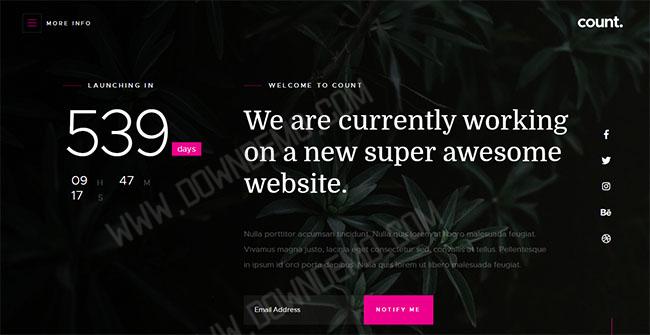 MORE INFO
count.
LAUNCHING IN
539 days
09 H 47 M
17 S
WELCOME TO COUNT
We are currently working
on a new super awesome
website.
Nulla porttitor accumsan tincidunt. Nulla quis lorem ut libero malesuada feugiat.
Vivamus magna justo, lacinia eget consectetur sed, convallis at tellus. Pellentesque
in ipsum id orci porta dapibus. Nulla quis lorem ut libero malesuada feugiat.
Email Address
NOTIFY ME
Bē